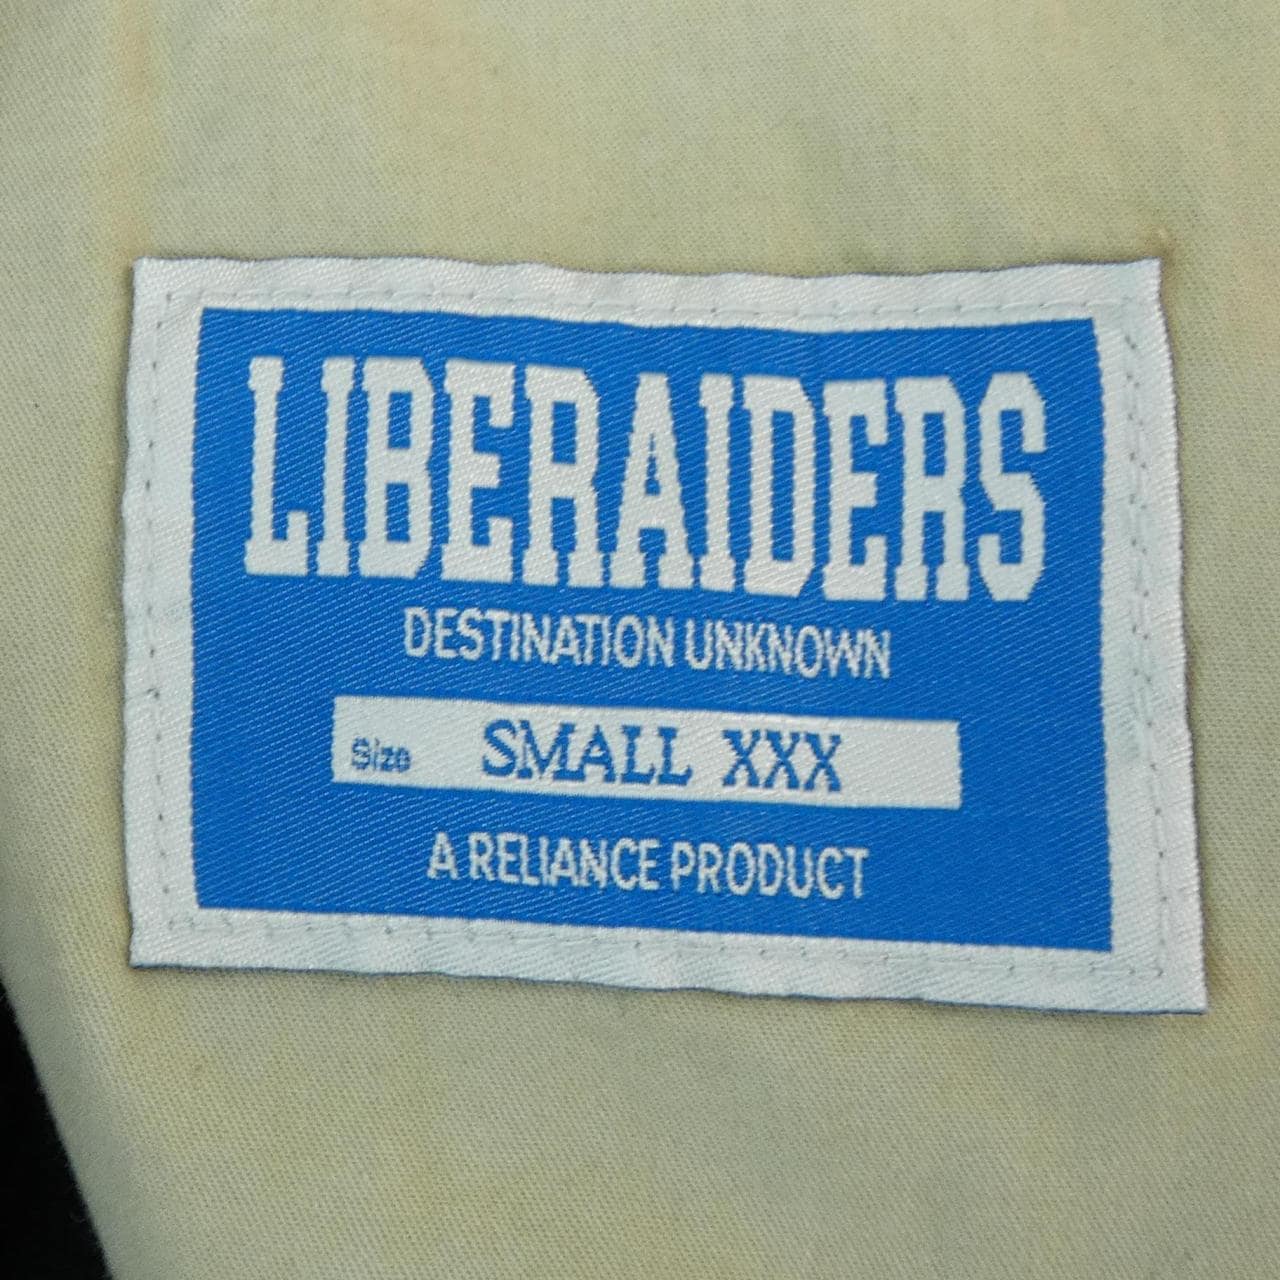 LIBERAIDERS
DESTINATION UNKNOWN
Size SMALL XXX
A RELIANCE PRODUCT